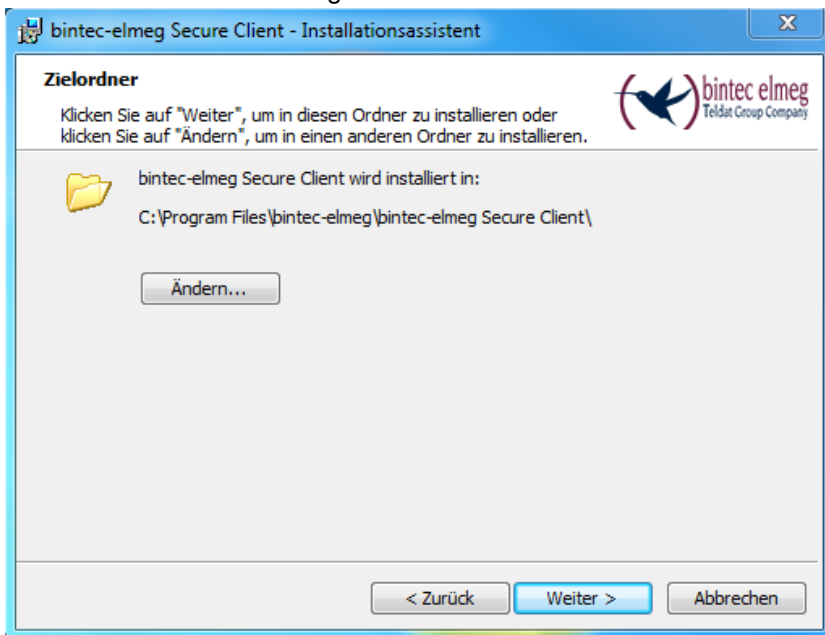 bintec-elmeg Secure Client - Installationsassistent
Zielordner
Klicken Sie auf "Weiter", um in diesen Ordner zu installieren oder
klicken Sie auf "Ändern", um in einen anderen Ordner zu installieren.
bintec elmeg
Teldat Group Company
bintec-elmeg Secure Client wird installiert in:
C:\Program Files\bintec-elmeg\bintec-elmeg Secure Client\
Ändern...
< Zurück
Weiter >
Abbrechen